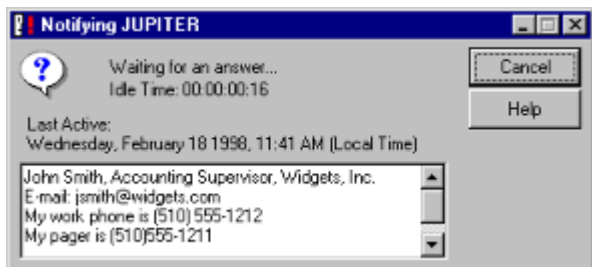 Notifying JUPITER
Waiting for an answer...
Idle Time: 00:00:00:16
Cancel
Help
Last Active:
Wednesday, February 18 1998, 11:41 AM (Local Time)
John Smith, Accounting Supervisor, Widgets, Inc.
E-mail: jsmith@widgets.com
My work phone is (510) 555-1212
My pager is (510)555-1211